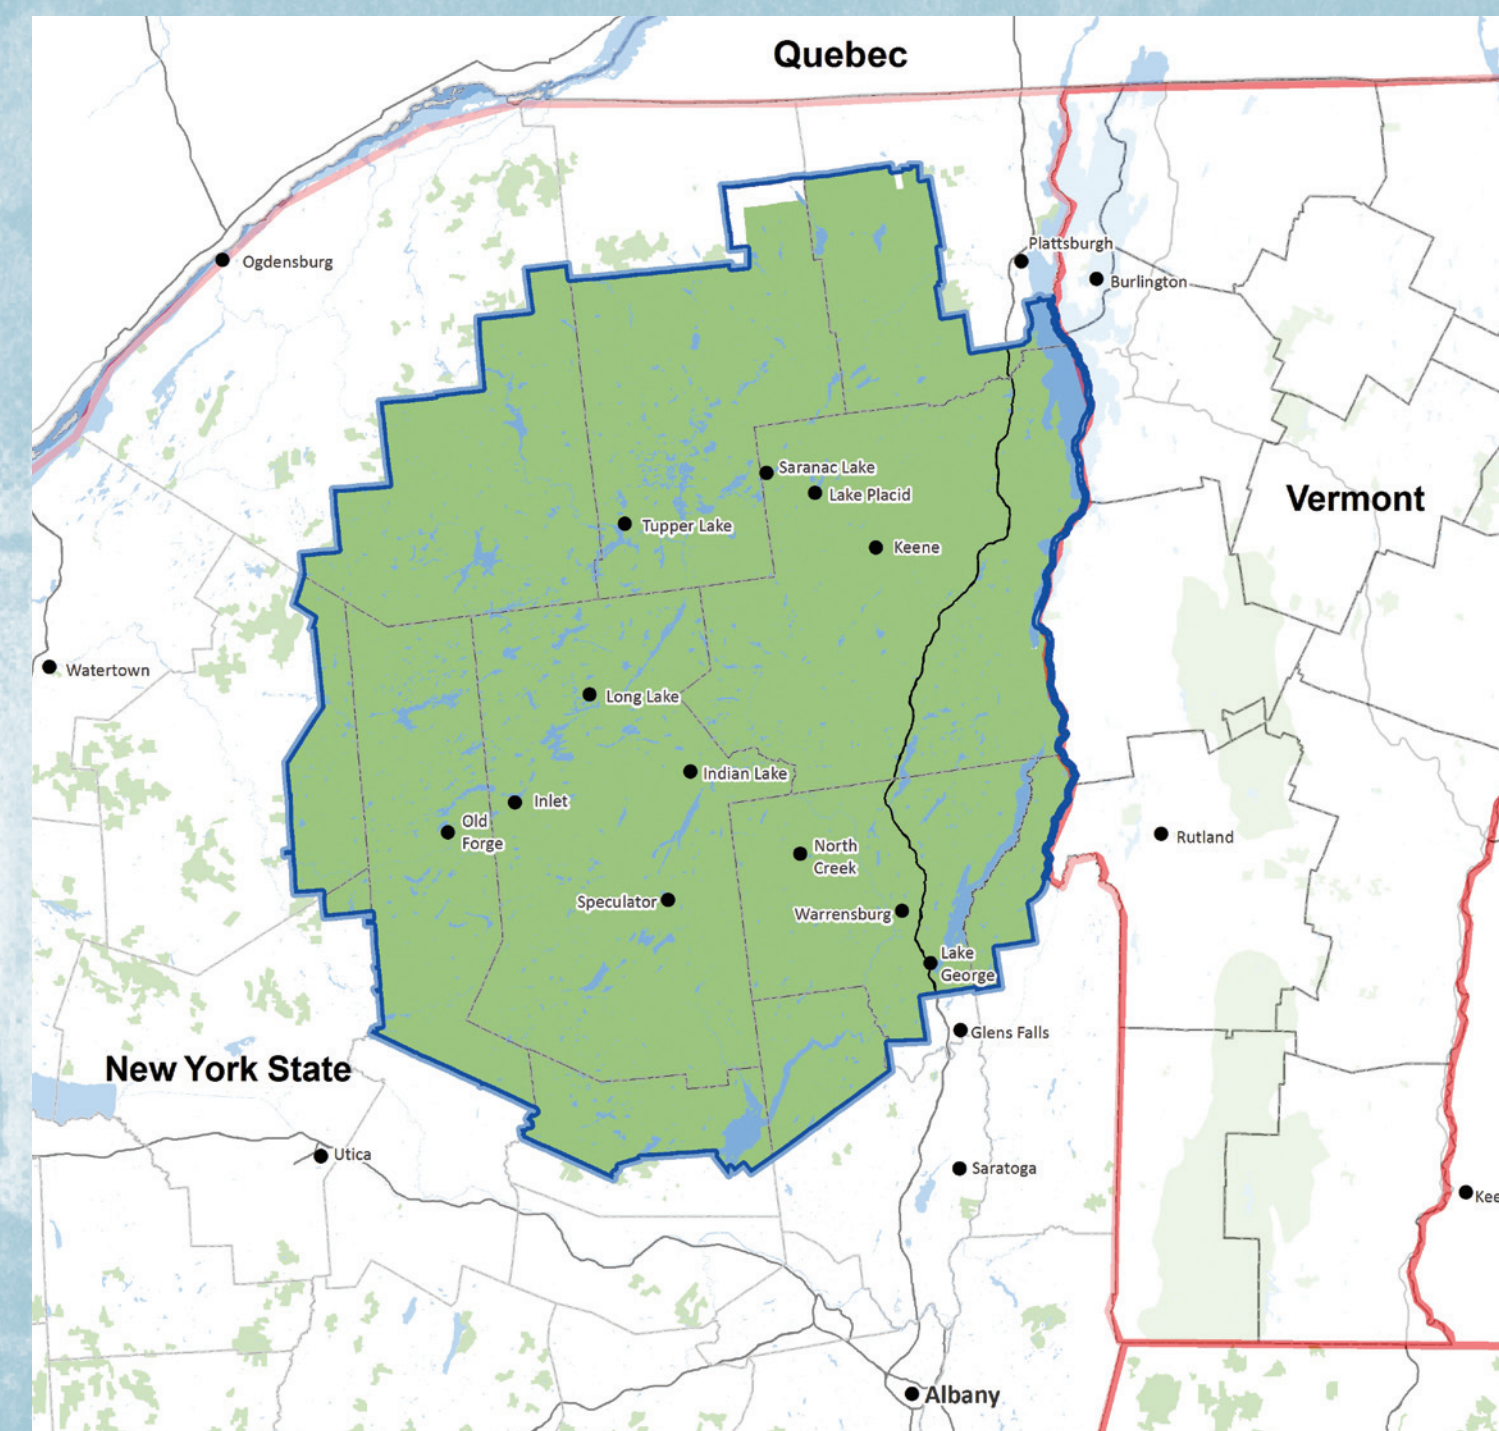 Quebec
Plattsburgh
Ogdensburg
Burlington
Saranac Lake
Lake Placid
Vermont
Tupper Lake
Keene
Watertown
Long Lake
Indian Lake
Inlet
Old
Forge
Rutland
North
Creek
Speculator
Warrensburg
Lake
George
Glens Falls
New York State
Utica
Saratoga
Kee
Albany